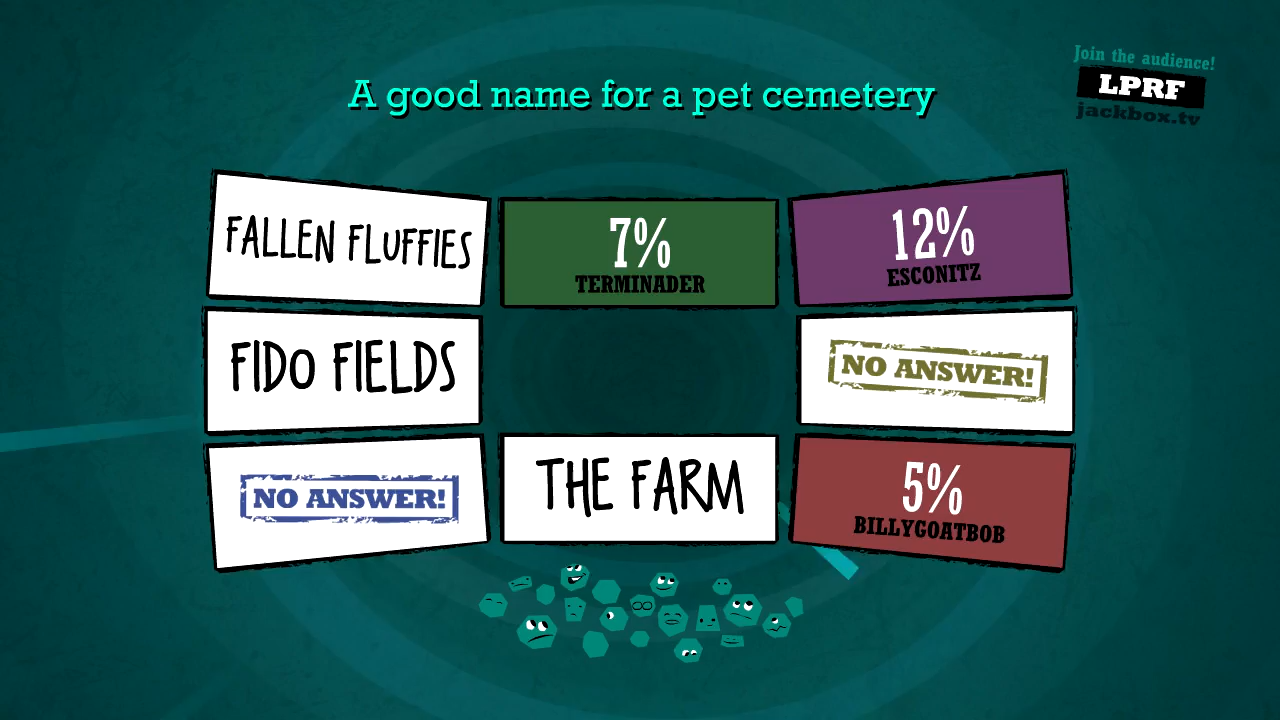 Join the audience!
LPRF
jackbox.tv
A good name for a pet cemetery
FALLEN FLUFFIES
7%
TERMINADER
12%
ESCONITZ
FIDO FIELDS
NO ANSWER!
NO ANSWER!
THE FARM
5%
BILLYGOATBOB